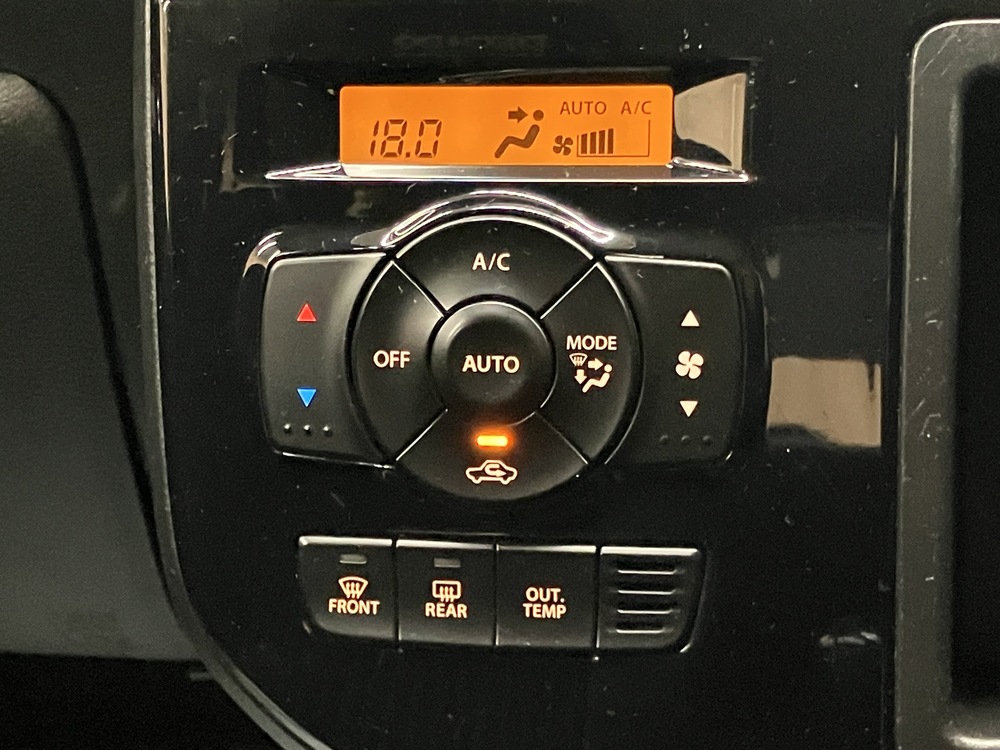 AUTO A/C
18.0
A/C
OFF
AUTO
MODE
FRONT
REAR
OUT.
TEMP